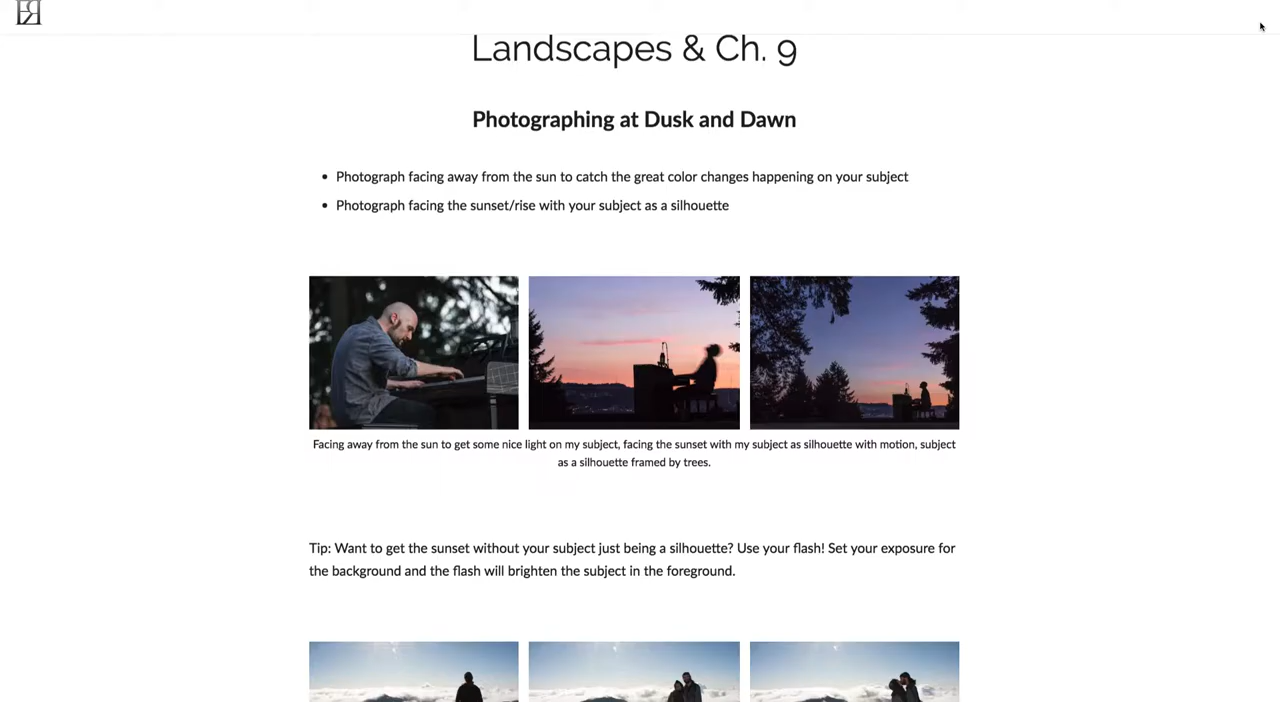 Landscapes & Ch. 9
Photographing at Dusk and Dawn
• Photograph facing away from the sun to catch the great color changes happening on your subject
• Photograph facing the sunset/rise with your subject as a silhouette
Facing away from the sun to get some nice light on my subject, facing the sunset with my subject as silhouette with motion, subject
as a silhouette framed by trees.
Tip: Want to get the sunset without your subject just being a silhouette? Use your flash! Set your exposure for
the background and the flash will brighten the subject in the foreground.